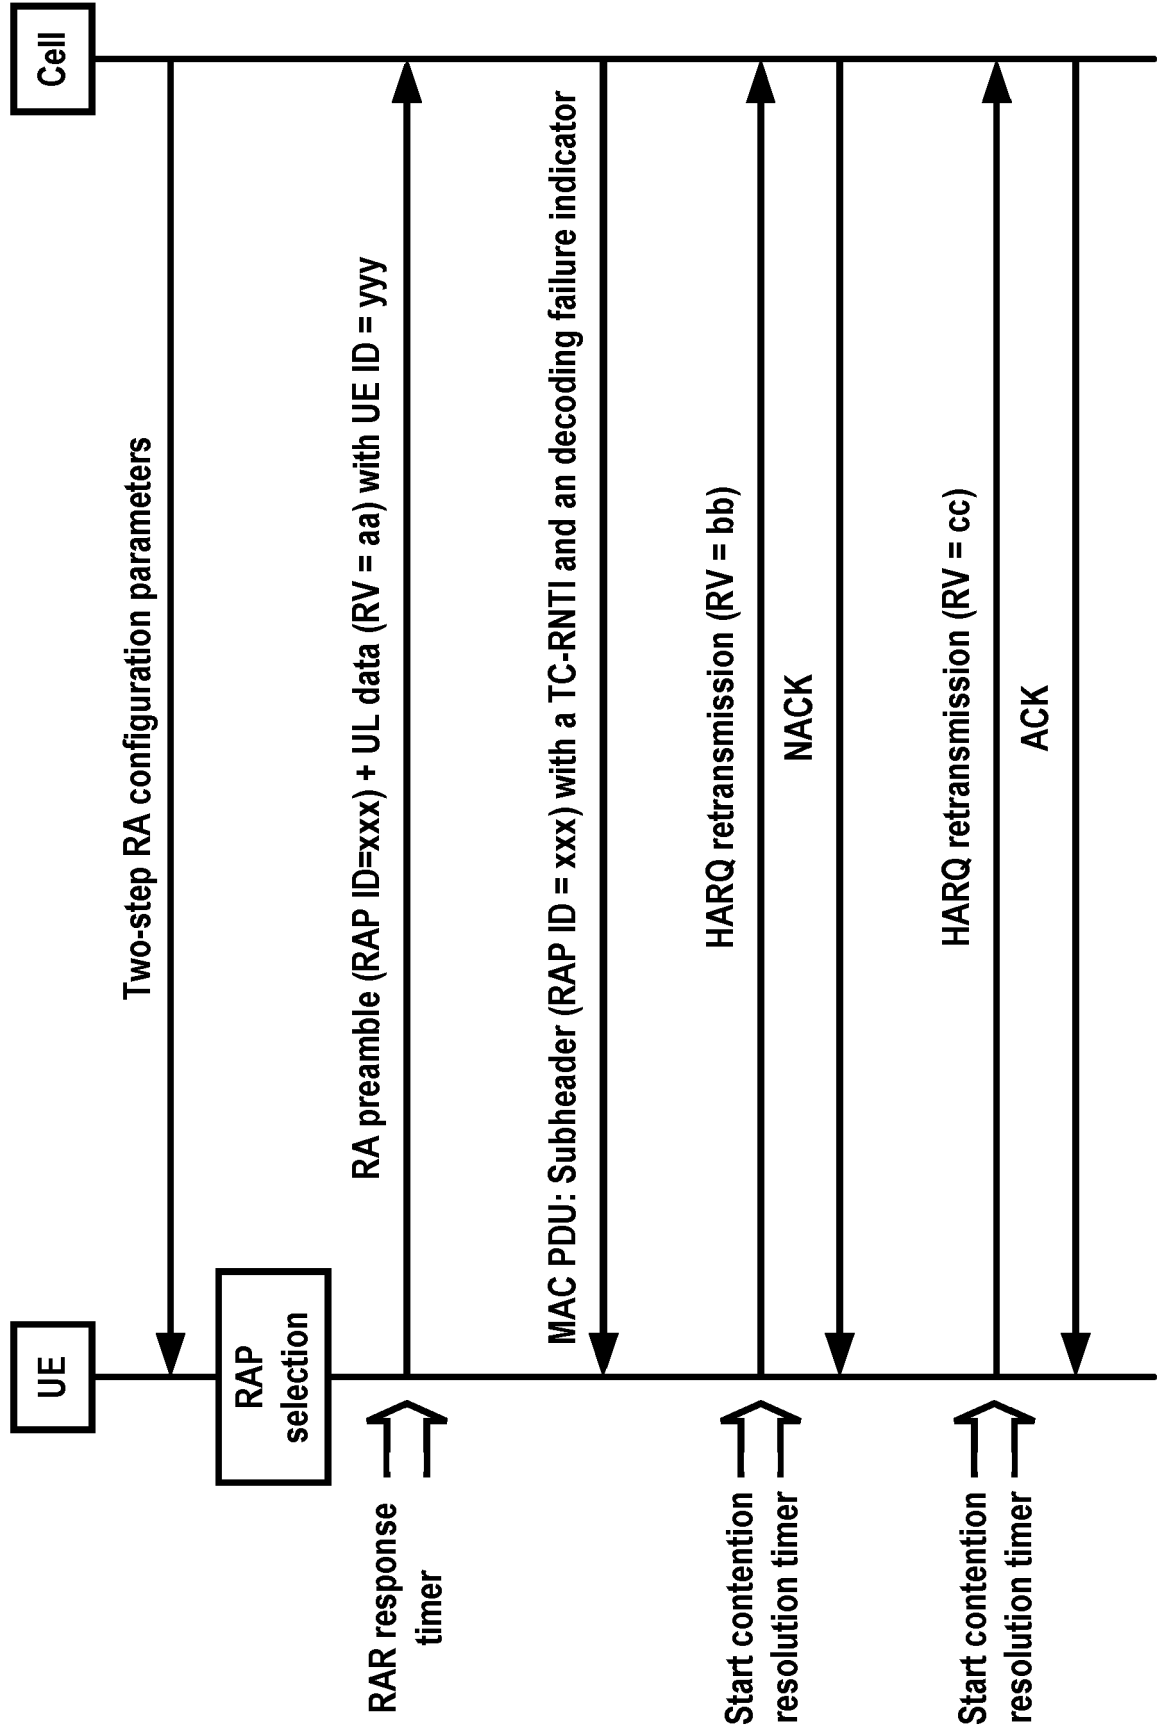 UE
Cell
Two-step RA configuration parameters
RAP
selection
RA preamble (RAP ID=xxx) + UL data (RV = aa) with UE ID = yyy
RAR response
timer
MAC PDU: Subheader (RAP ID = xxx) with a TC-RNTI and an decoding failure indicator
HARQ retransmission (RV = bb)
Start contention
resolution timer
NACK
HARQ retransmission (RV = cc)
Start contention
resolution timer
ACK